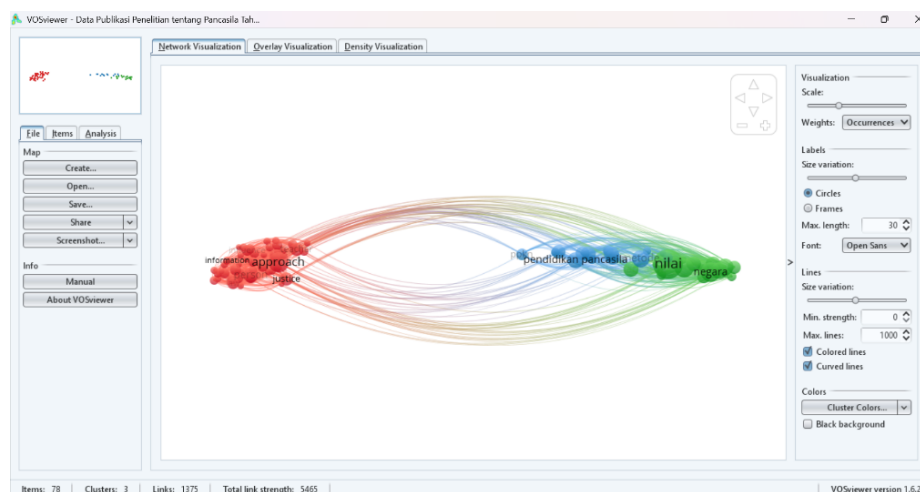 VOSviewer - Data Publikasi Penelitian tentang Pancasila Tah...
Network Visualization Overlay Visualization Density Visualization
File Items Analysis
Map
Create...
Open...
Save...
Share
Screenshot...
Info
Manual
About VOSviewer
information approach
justice
pendidikan pancasila
nilai
negara
>
Visualization
Scale:
Weights: Occurrences
Labels
Size variation:
Circles
Frames
Max. length: 30
Font: Open Sans
Lines
Size variation:
Min. strength: 0
Max. lines: 1000
Colored lines
Curved lines
Colors
Cluster Colors...
Black background
Items: 78 Clusters: 3 Links: 1375 Total link strength: 5465
VOSviewer version